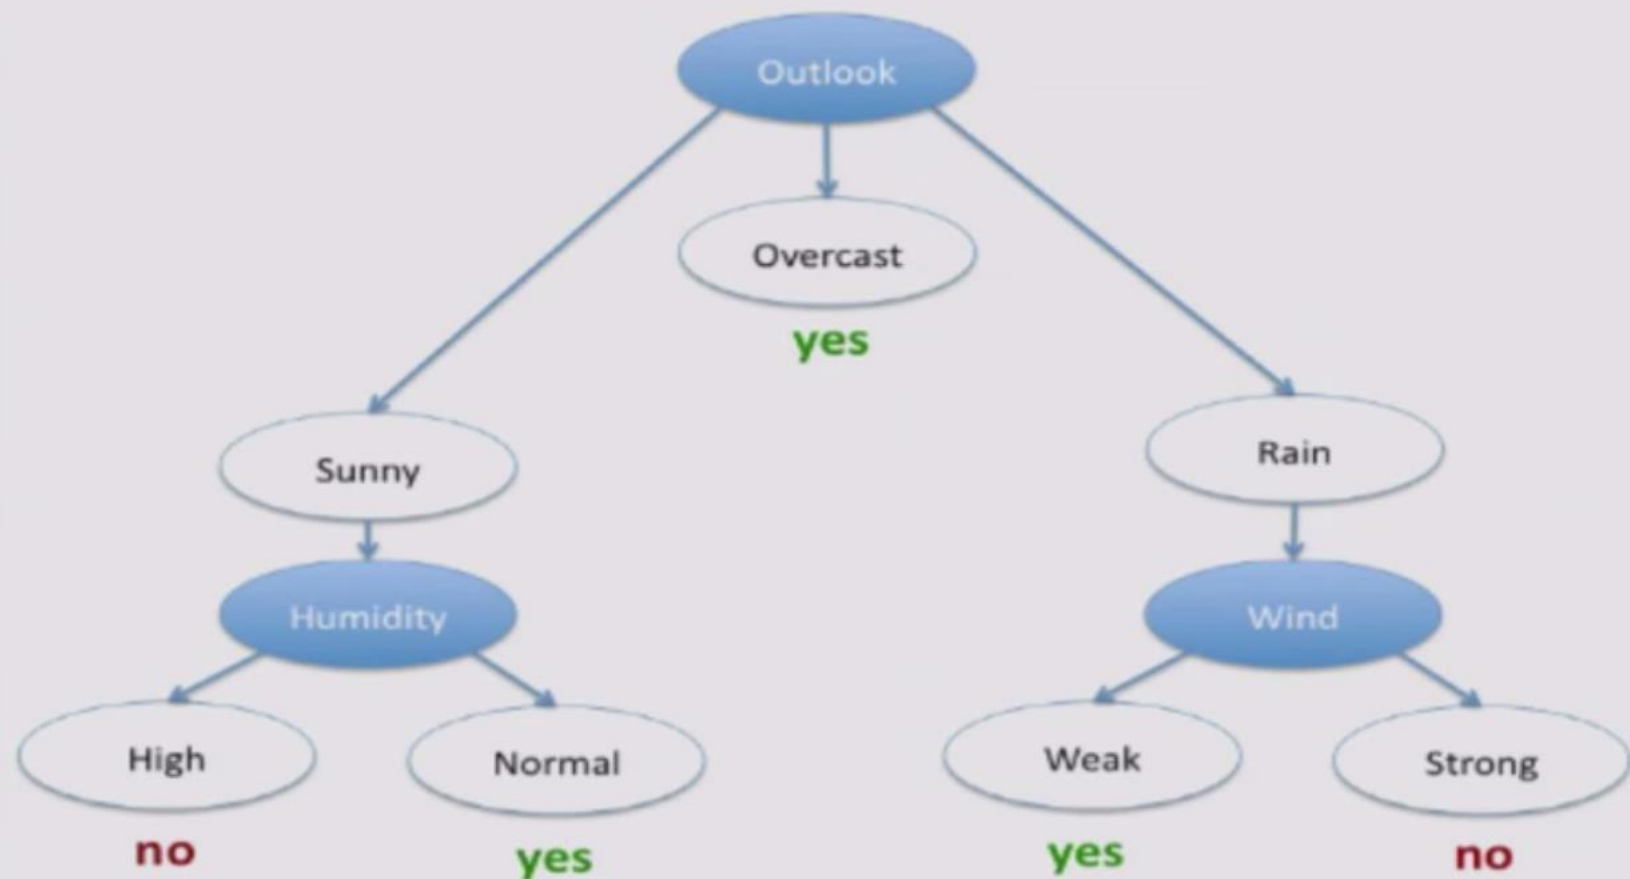 Outlook
Overcast
yes
Sunny
Rain
Humidity
Wind
High
Normal
Weak
Strong
no
yes
yes
no